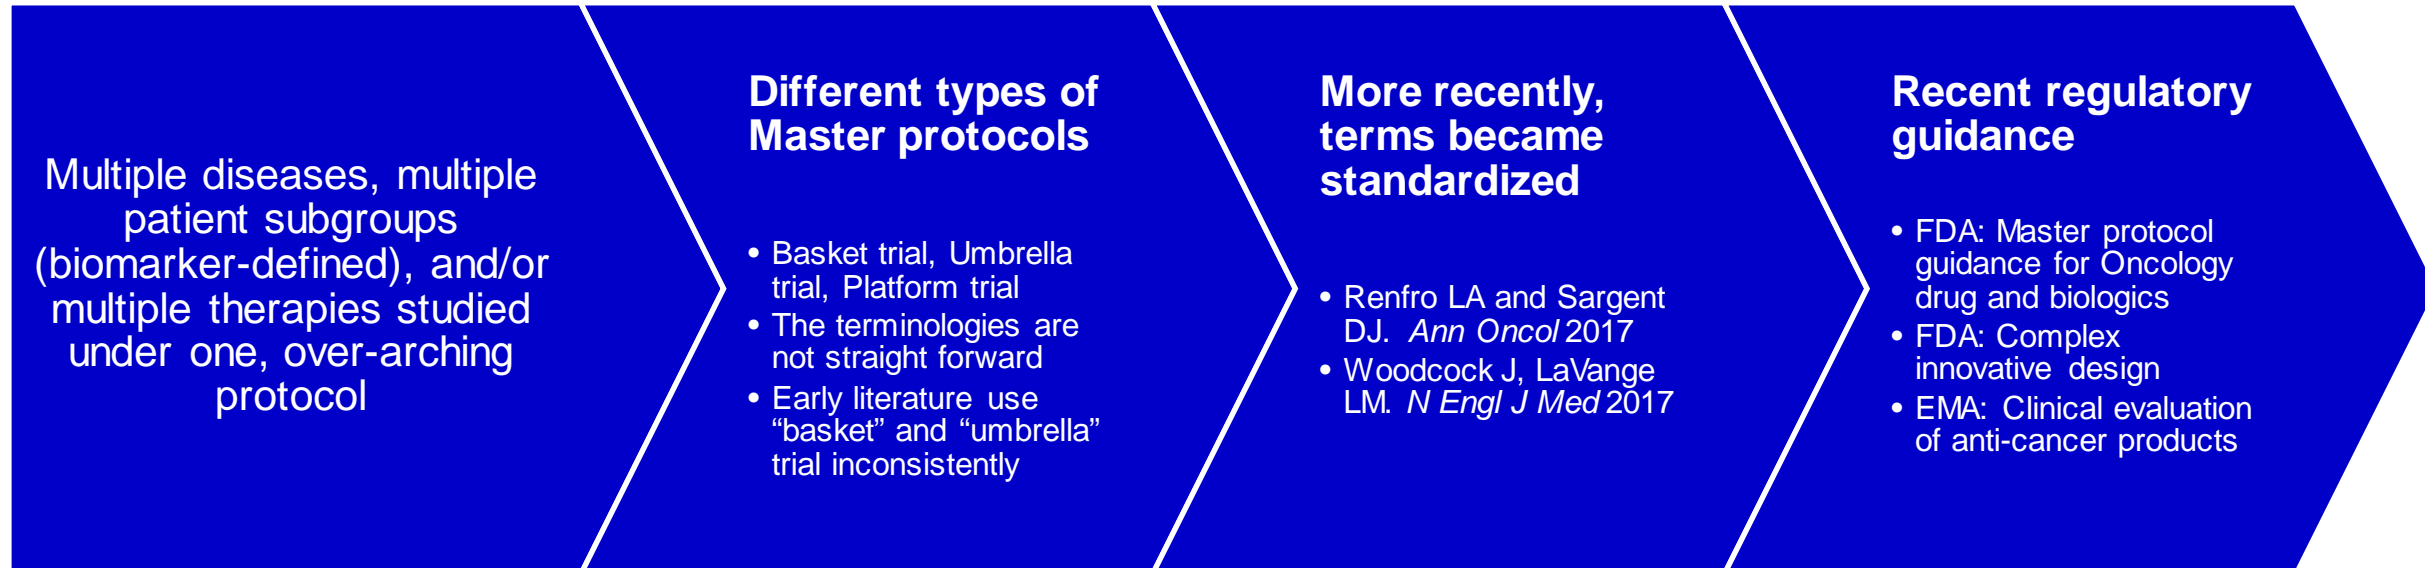 Multiple diseases, multiple
patient subgroups
(biomarker-defined), and/or
multiple therapies studied
under one, over-arching
protocol
Different types of
Master protocols
• Basket trial, Umbrella
trial, Platform trial
• The terminologies are
not straight forward
• Early literature use
“basket” and “umbrella”
trial inconsistently
More recently,
terms became
standardized
• Renfro LA and Sargent
DJ. Ann Oncol 2017
• Woodcock J, LaVange
LM. N Engl J Med 2017
Recent regulatory
guidance
• FDA: Master protocol
guidance for Oncology
drug and biologics
• FDA: Complex
innovative design
• EMA: Clinical evaluation
of anti-cancer products